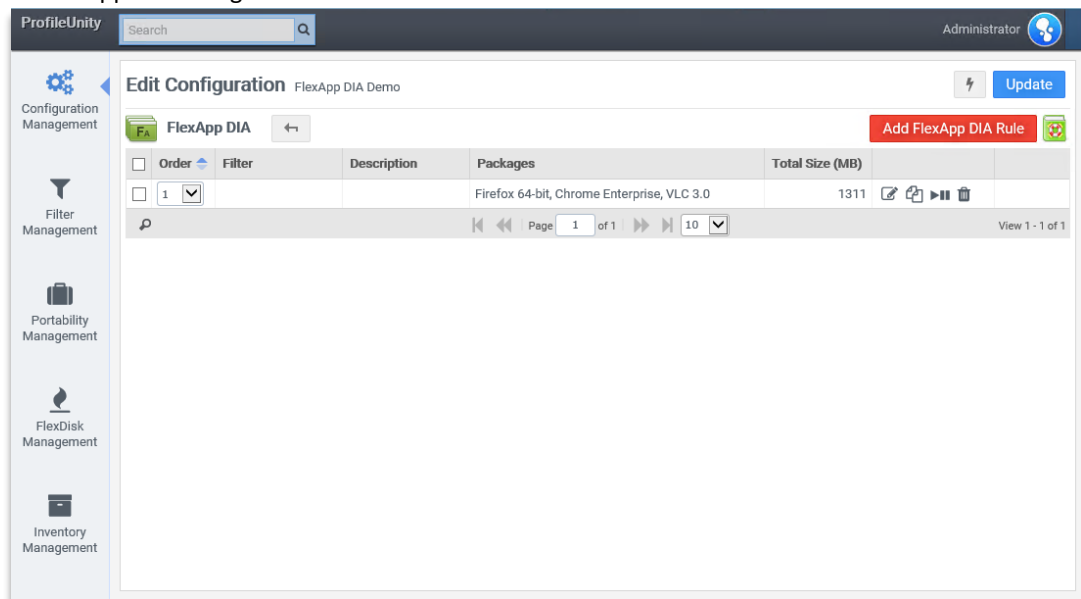 ProfileUnity
Search
Administrator
Configuration
Management
Edit Configuration FlexApp DIA Demo
Update
FA FlexApp DIA
Add FlexApp DIA Rule
Order Filter Description Packages Total Size (MB)
1 Firefox 64-bit, Chrome Enterprise, VLC 3.0 1311
Page 1 of 1 10 View 1 - 1 of 1
Filter
Management
Portability
Management
FlexDisk
Management
Inventory
Management